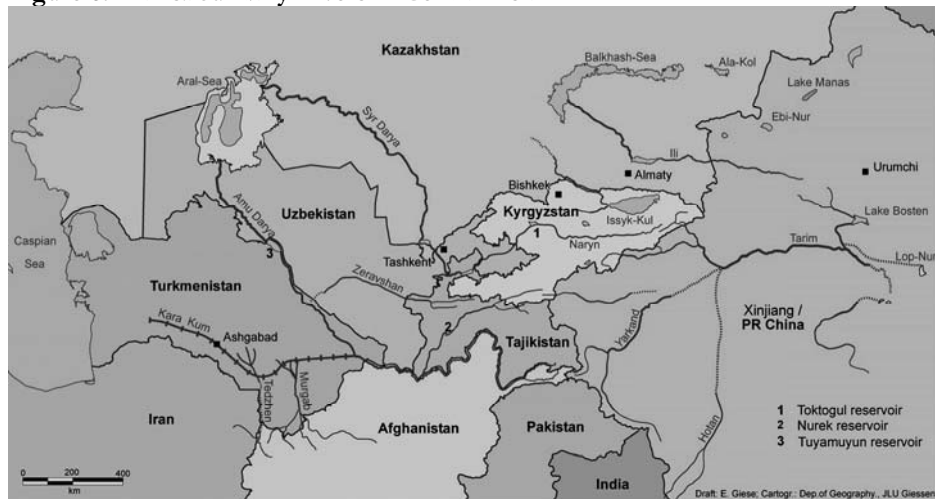 Kazakhstan
Balkhash-Sea
Ala-Kol
Lake Manas
Aral-Sea
Ebi-Nur
Syr Darya
Ili
Urumchi
Almaty
Bishkek
Uzbekistan
Kyrgyzstan
Issyk-Kul
Lake Bosten
Amu Darya
1
Naryn
Caspian
Sea
3
Tashkent
Tarim
Lop-Nur
Zeravshan
Turkmenistan
Xinjiang /
PR China
Kara Kum
2
Ashgabad
Tajikistan
Yarkand
Tedzhen
Murgab
Hotan
Iran
Afghanistan
Pakistan
1 Toktogul reservoir
2 Nurek reservoir
3 Tuyamuyun reservoir
0 200 400
km
India
Draft: E. Giese; Cartogr.: Dep.of Geography., JLU Giessen